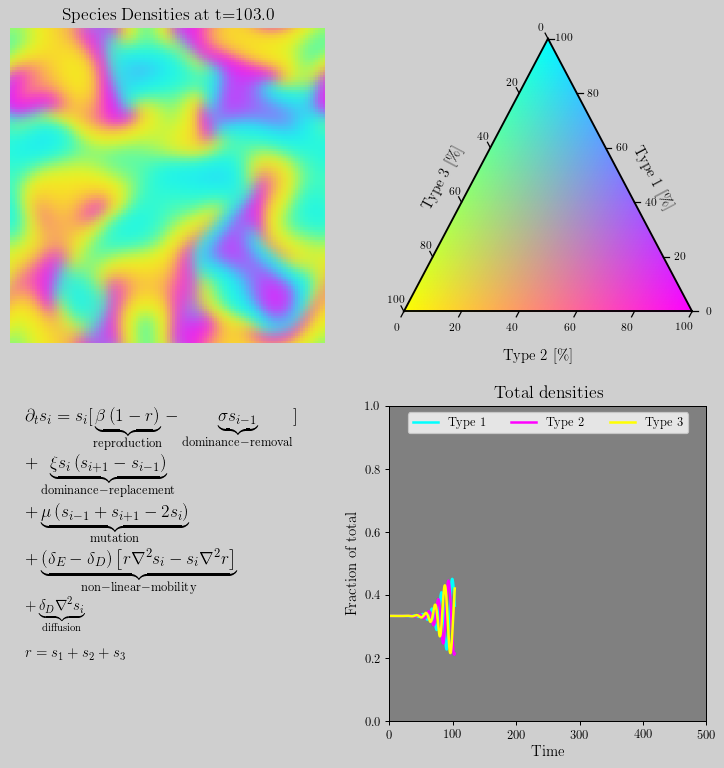 Species Densities at t=103.0
0
100
20
80
40
60
Type 3 [%]
Type 1 [%]
60
40
80
20
100
0
0
20
40
60
80
100
Type 2 [%]
∂ₜsᵢ = sᵢ[β (1 − r) − σsᵢ₋₁ ]
reproduction dominance−removal
+ ξsᵢ (sᵢ₊₁ − sᵢ₋₁)
dominance−replacement
+ μ (sᵢ₋₁ + sᵢ₊₁ − 2sᵢ)
mutation
+ (δ_E − δ_D) [r∇²sᵢ − sᵢ∇²r]
non−linear−mobility
+ δ_D∇²sᵢ
diffusion
r = s₁ + s₂ + s₃
Total densities
Type 1 Type 2 Type 3
Fraction of total
1.0
0.8
0.6
0.4
0.2
0.0
0 100 200 300 400 500
Time